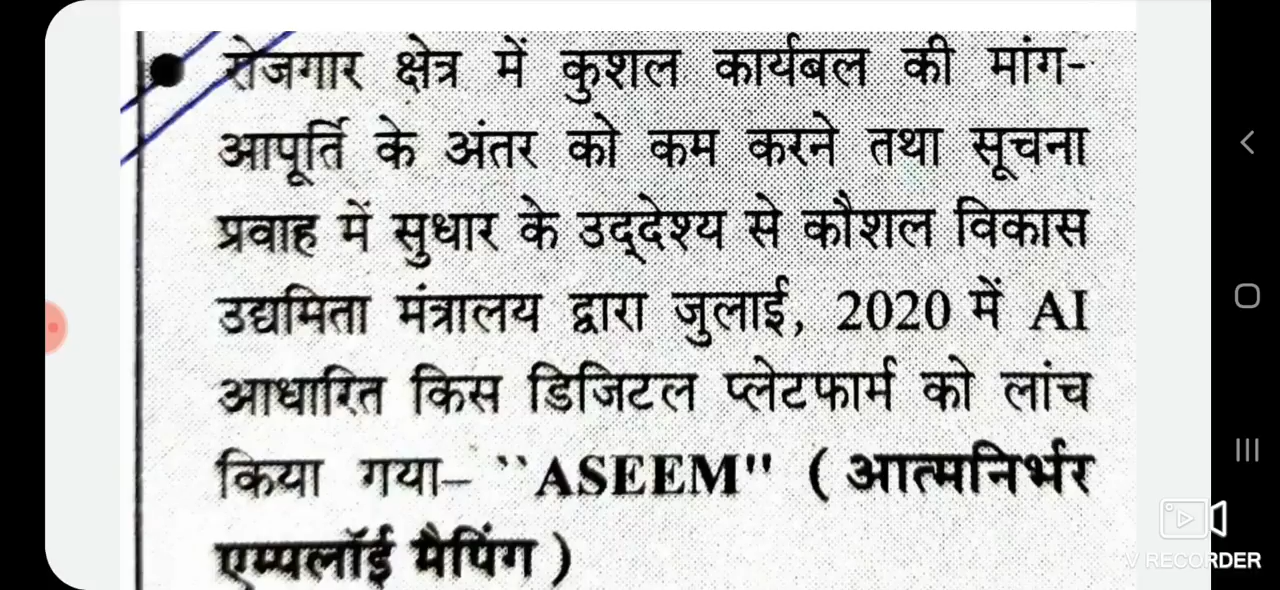 रोजगार क्षेत्र में कुशल कार्यबल की मांग-
आपूर्ति के अंतर को कम करने तथा सूचना
प्रवाह में सुधार के उद्देश्य से कौशल विकास
उद्यमिता मंत्रालय द्वारा जुलाई, 2020 में AI
आधारित किस डिजिटल प्लेटफार्म को लांच
किया गया– ``ASEEM" ( आत्मनिर्भर
एम्पलॉई मैपिंग )
V RECORDER